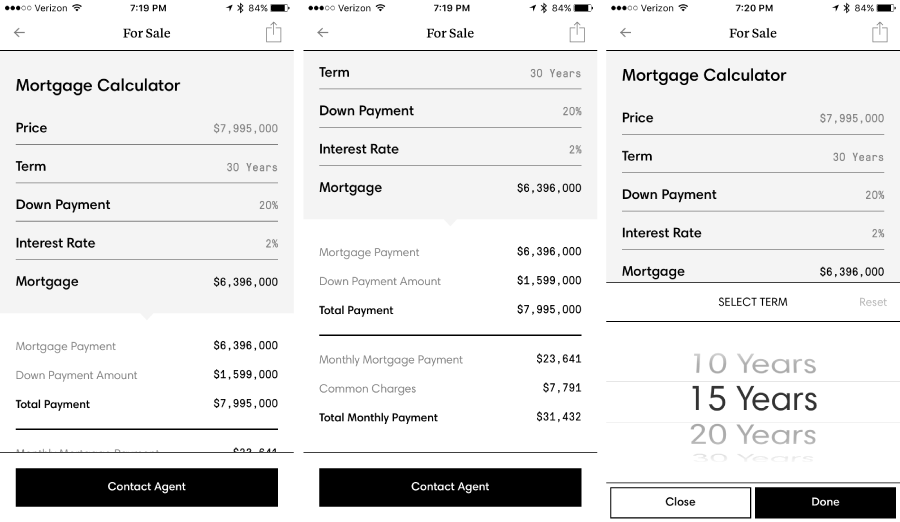 Verizon 7:19 PM 84%
For Sale
Mortgage Calculator
Price $7,995,000
Term 30 Years
Down Payment 20%
Interest Rate 2%
Mortgage $6,396,000
Mortgage Payment $6,396,000
Down Payment Amount $1,599,000
Total Payment $7,995,000
Monthly Mortgage Payment $23,641
Contact Agent
Verizon 7:19 PM 84%
For Sale
Term 30 Years
Down Payment 20%
Interest Rate 2%
Mortgage $6,396,000
Mortgage Payment $6,396,000
Down Payment Amount $1,599,000
Total Payment $7,995,000
Monthly Mortgage Payment $23,641
Common Charges $7,791
Total Monthly Payment $31,432
Contact Agent
Verizon 7:20 PM 84%
For Sale
Mortgage Calculator
Price $7,995,000
Term 30 Years
Down Payment 20%
Interest Rate 2%
Mortgage $6,396,000
SELECT TERM Reset
10 Years
15 Years
20 Years
30 Years
Close Done